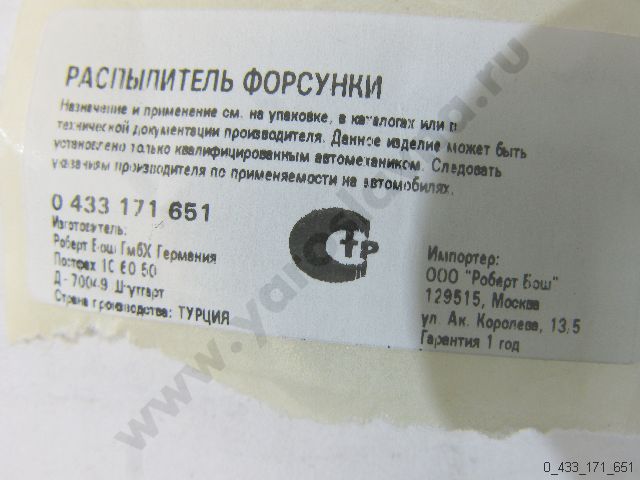 РАСПЫЛИТЕЛЬ ФОРСУНКИ
Назначение и применение см. на упаковке, в каталогах или в
технической документации производителя. Данное изделие может быть
установлено только квалифицированным автомехаником. Следовать
указаниям производителя по применяемости на автомобилях.
0 433 171 651
Изготовитель:
Роберт Бош ГмбХ Германия
Постфах 10 60 50
Д - 70049 Штутгарт
Страна производства: ТУРЦИЯ
Стр
Импортер:
ООО "Роберт Бош"
129515, Москва
ул. Ак. Королева, 13,5
Гарантия 1 год
0_433_171_651